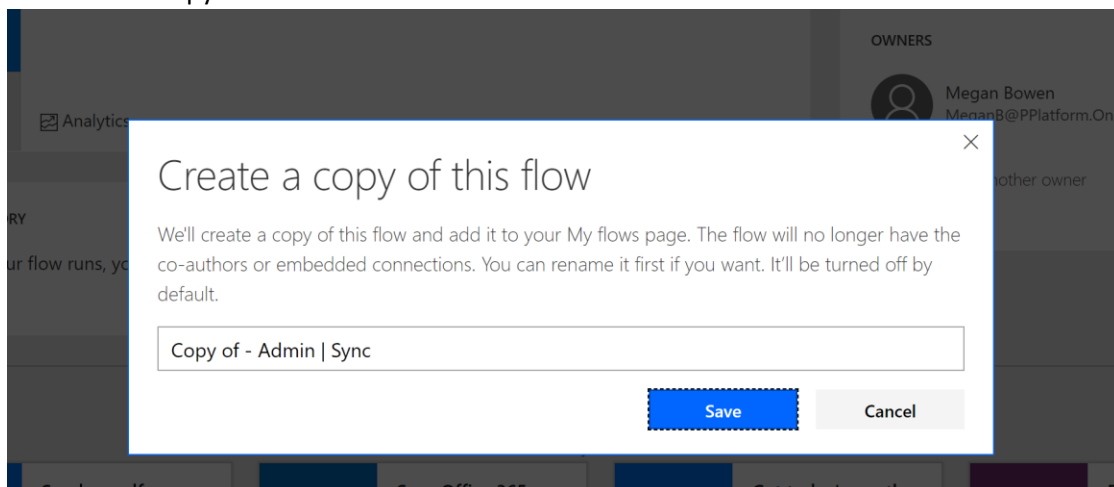 OWNERS
Megan Bowen
MeganB@PPlatform.On
Analytics
Create a copy of this flow
other owner
RY
We'll create a copy of this flow and add it to your My flows page. The flow will no longer have the
ur flow runs, yo
co-authors or embedded connections. You can rename it first if you want. It'll be turned off by
default.
Copy of - Admin | Sync
Save
Cancel